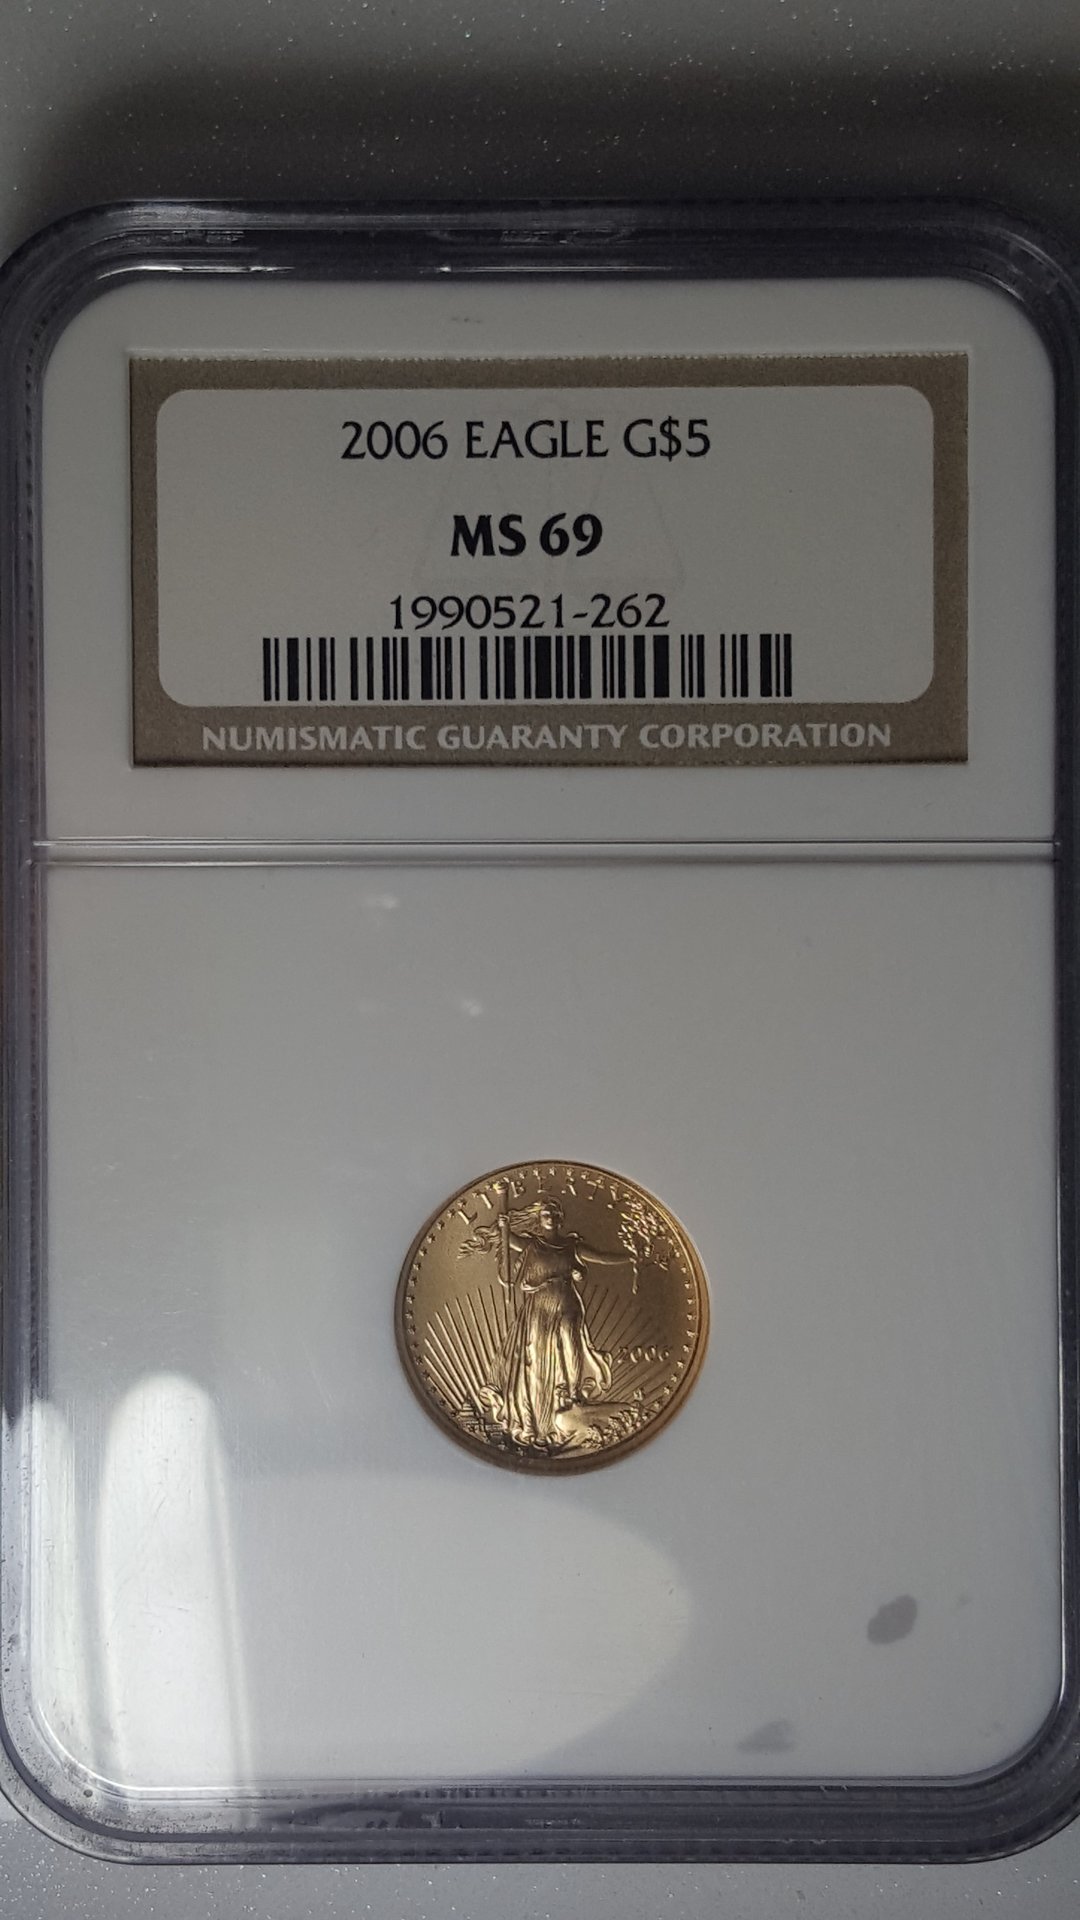 2006 EAGLE G$5
MS 69
1990521-262
NUMISMATIC GUARANTY CORPORATION
LIBERTY
2006